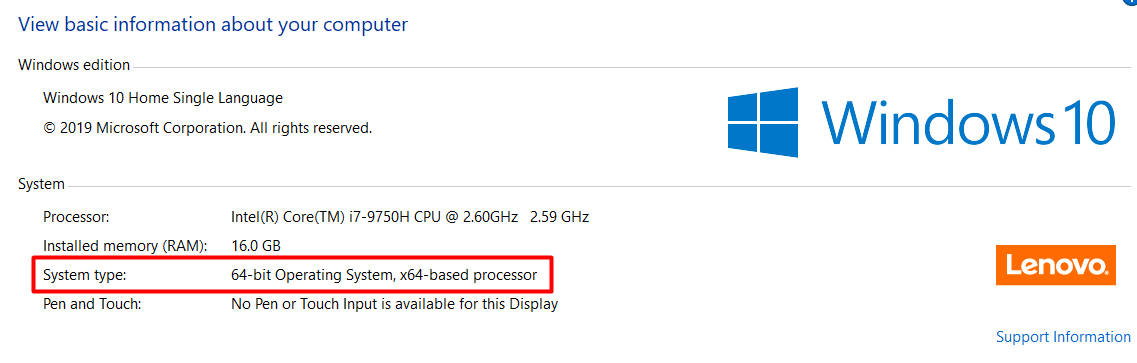 View basic information about your computer
Windows edition
Windows 10 Home Single Language
© 2019 Microsoft Corporation. All rights reserved.
Windows 10
System
Processor: Intel(R) Core(TM) i7-9750H CPU @ 2.60GHz 2.59 GHz
Installed memory (RAM): 16.0 GB
System type: 64-bit Operating System, x64-based processor
Pen and Touch: No Pen or Touch Input is available for this Display
Lenovo.
Support Information